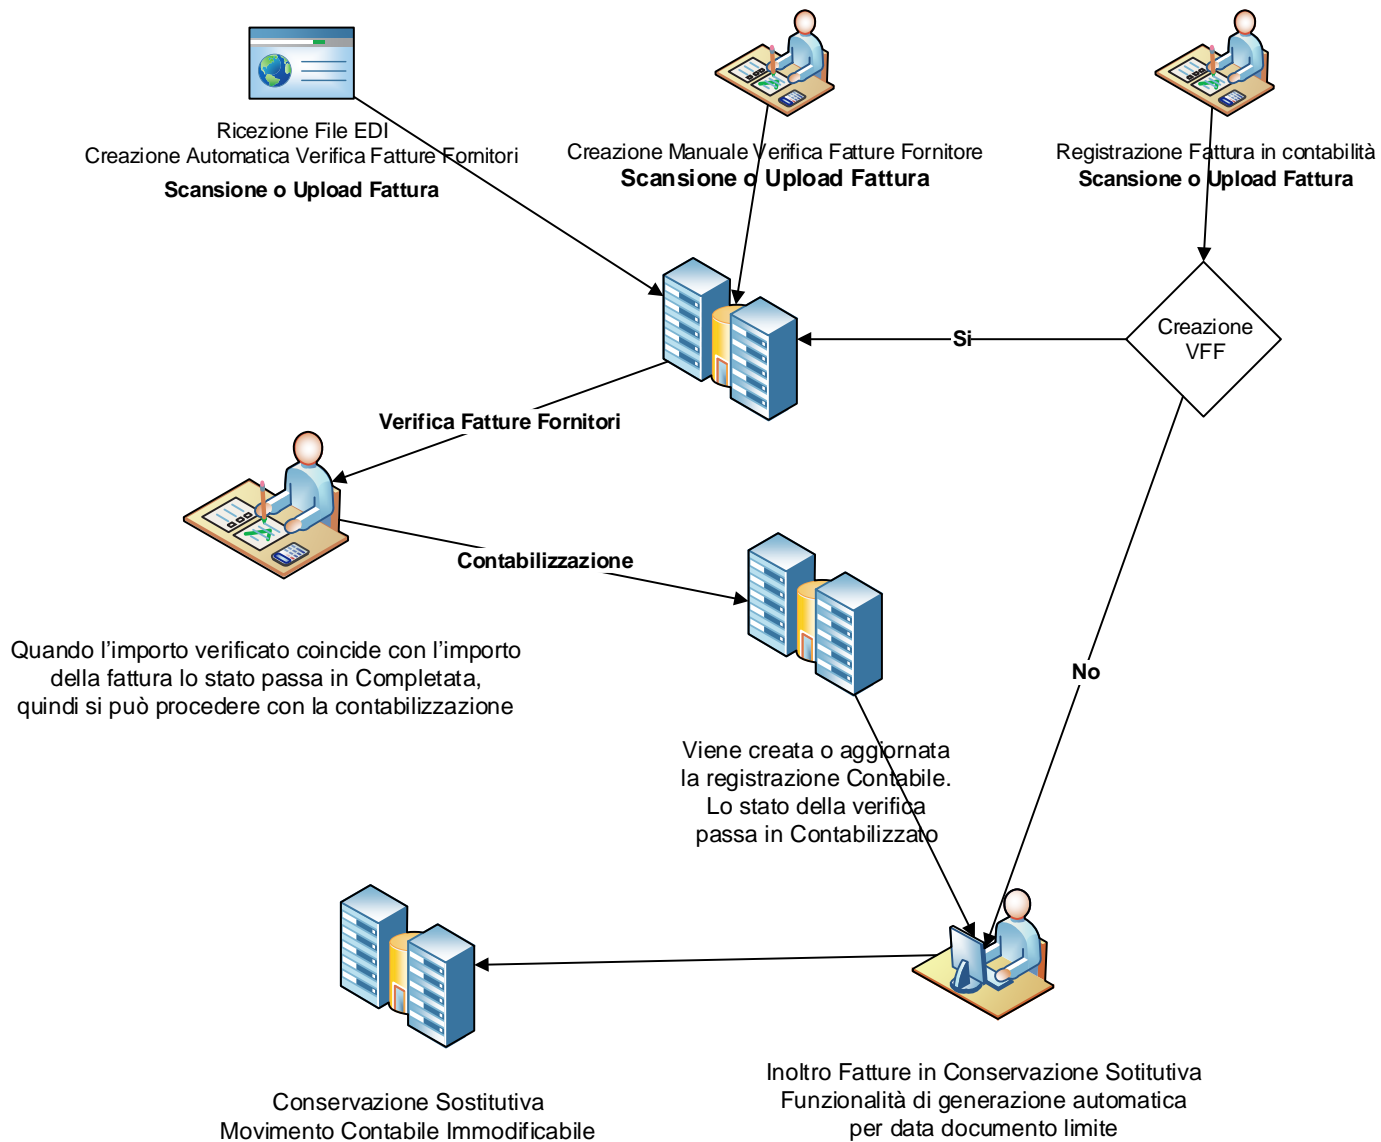 Ricezione File EDI
Creazione Automatica Verifica Fatture Fornitori
Scansione o Upload Fattura
Creazione Manuale Verifica Fatture Fornitore
Scansione o Upload Fattura
Registrazione Fattura in contabilità
Scansione o Upload Fattura
Creazione
VFF
Si
Verifica Fatture Fornitori
Contabilizzazione
Quando l'importo verificato coincide con l'importo
della fattura lo stato passa in Completata,
quindi si può procedere con la contabilizzazione
No
Viene creata o aggiornata
la registrazione Contabile.
Lo stato della verifica
passa in Contabilizzato
Inoltro Fatture in Conservazione Sotitutiva
Funzionalità di generazione automatica
per data documento limite
Conservazione Sostitutiva
Movimento Contabile Immodificabile